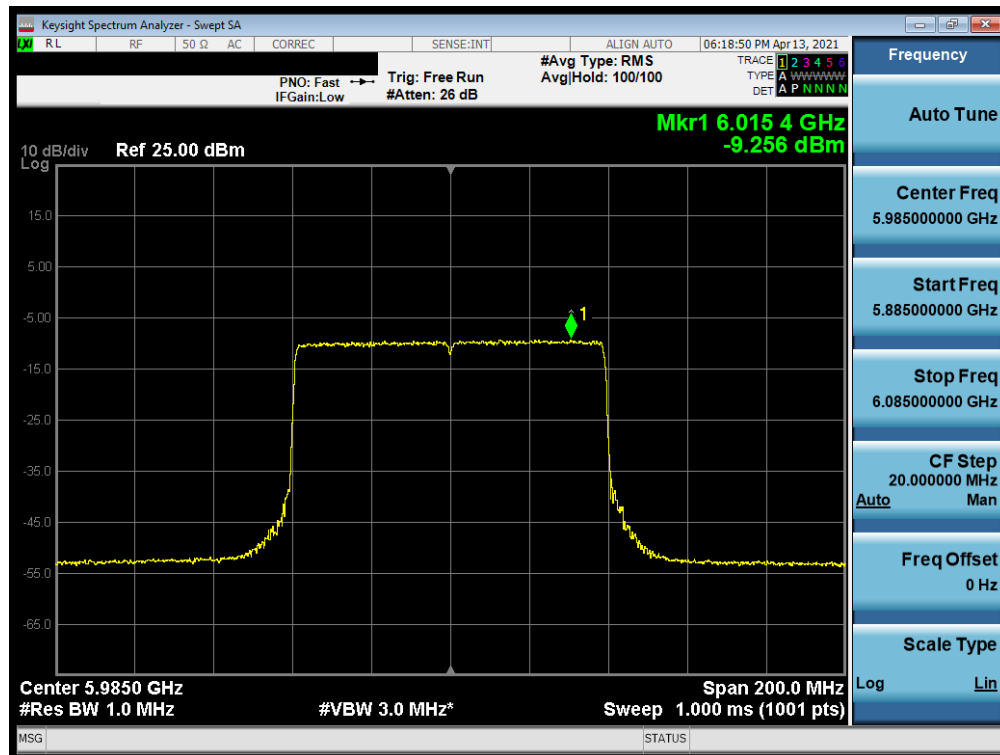 Keysight Spectrum Analyzer - Swept SA
LXI RL RF 50 Ω AC CORREC SENSE:INT ALIGN AUTO 06:18:50 PM Apr 13, 2021
#Avg Type: RMS TRACE 1 2 3 4 5 6
PNO: Fast Trig: Free Run Avg|Hold: 100/100 TYPE A WWWWW
IFGain:Low #Atten: 26 dB DET A P N N N N
Mkr1 6.015 4 GHz
-9.256 dBm
10 dB/div Ref 25.00 dBm
Log
15.0
5.00
1
-5.00
-15.0
-25.0
-35.0
-45.0
-55.0
-65.0
Center 5.9850 GHz Span 200.0 MHz
#Res BW 1.0 MHz #VBW 3.0 MHz* Sweep 1.000 ms (1001 pts)
MSG STATUS
Frequency
Auto Tune
Center Freq
5.985000000 GHz
Start Freq
5.885000000 GHz
Stop Freq
6.085000000 GHz
CF Step
20.000000 MHz
Auto Man
Freq Offset
0 Hz
Scale Type
Log Lin